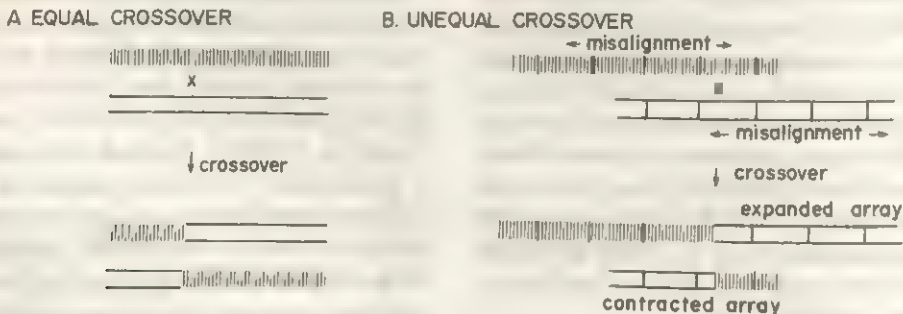 A EQUAL CROSSOVER
x
crossover
B. UNEQUAL CROSSOVER
misalignment
misalignment
crossover
expanded array
contracted array